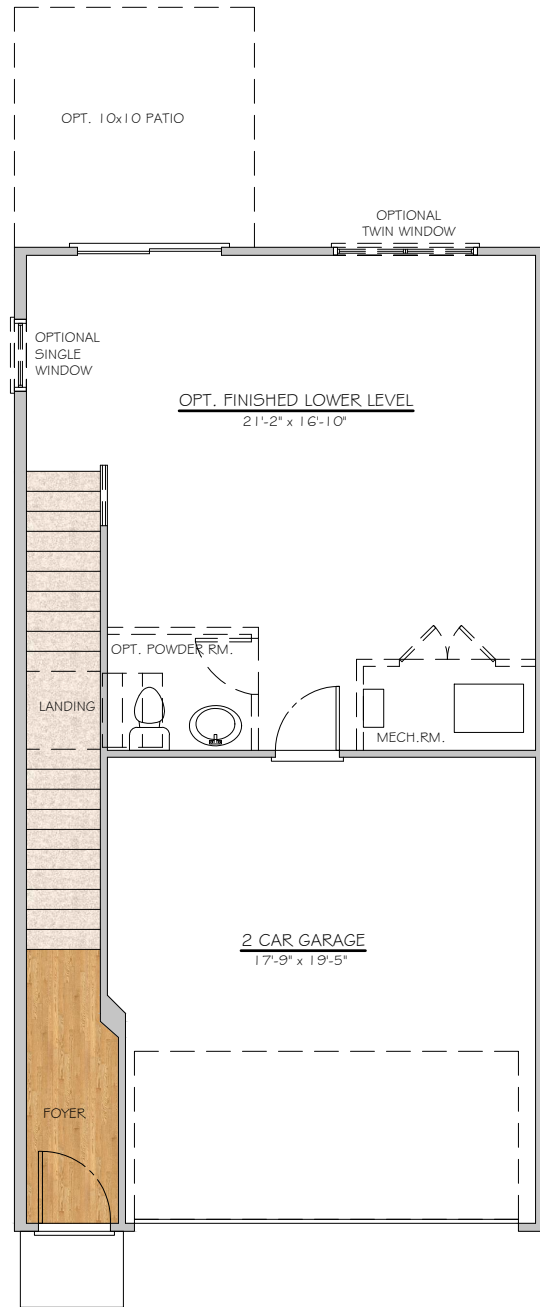 OPT. 10x10 PATIO
OPTIONAL
TWIN WINDOW
OPTIONAL
SINGLE
WINDOW
OPT. FINISHED LOWER LEVEL
21'-2" x 16'-10"
OPT. POWDER RM.
LANDING
MECH.RM.
2 CAR GARAGE
17'-9" x 19'-5"
FOYER